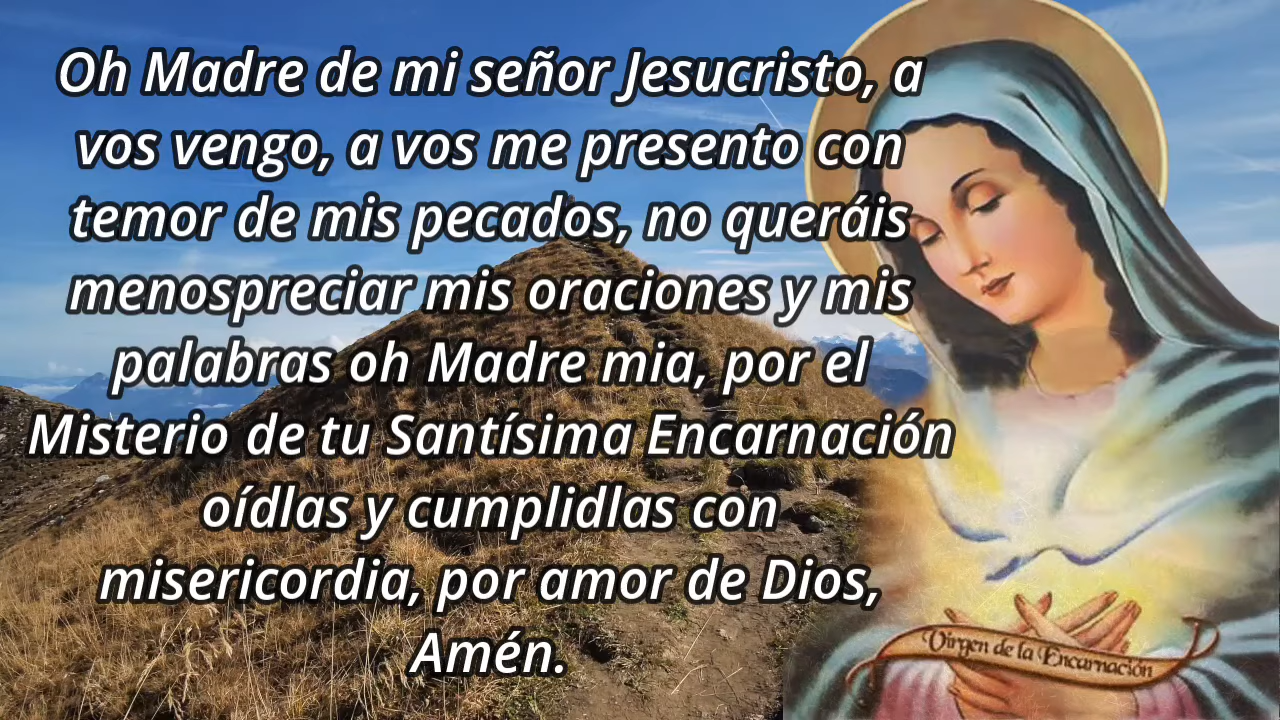 Oh Madre de mi señor Jesucristo, a
vos vengo, a vos me presento con
temor de mis pecados, no queráis
menospreciar mis oraciones y mis
palabras oh Madre mia, por el
Misterio de tu Santísima Encarnación
oídlas y cumplidlas con
misericordia, por amor de Dios,
Amén.
Virgen de la Encarnación